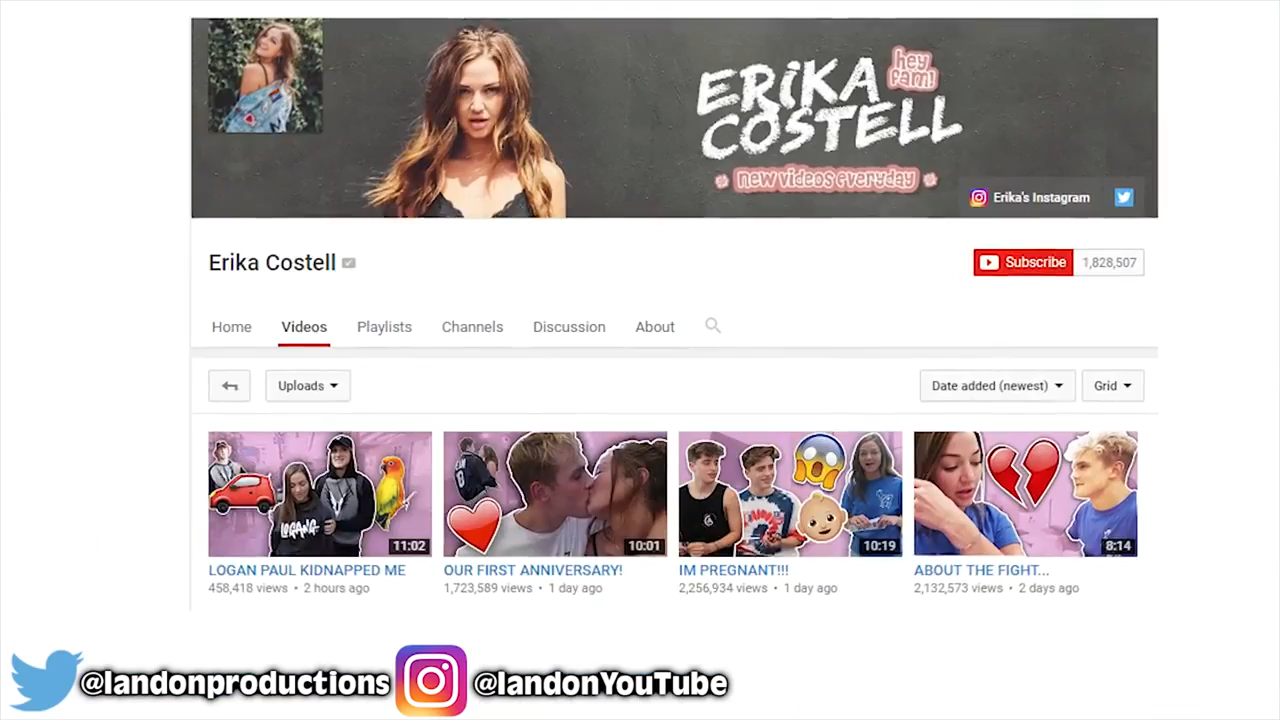 hey
fam!
ERiKA
COSTELL
new videos everyday
Erika's Instagram
Erika Costell
Subscribe 1,828,507
Home Videos Playlists Channels Discussion About
Uploads Date added (newest) Grid
LOGANG
11:02 10:01 10:19 8:14
LOGAN PAUL KIDNAPPED ME OUR FIRST ANNIVERSARY! IM PREGNANT!!! ABOUT THE FIGHT...
458,418 views • 2 hours ago 1,723,589 views • 1 day ago 2,256,934 views • 1 day ago 2,132,573 views • 2 days ago
@landonproductions @landonYouTube